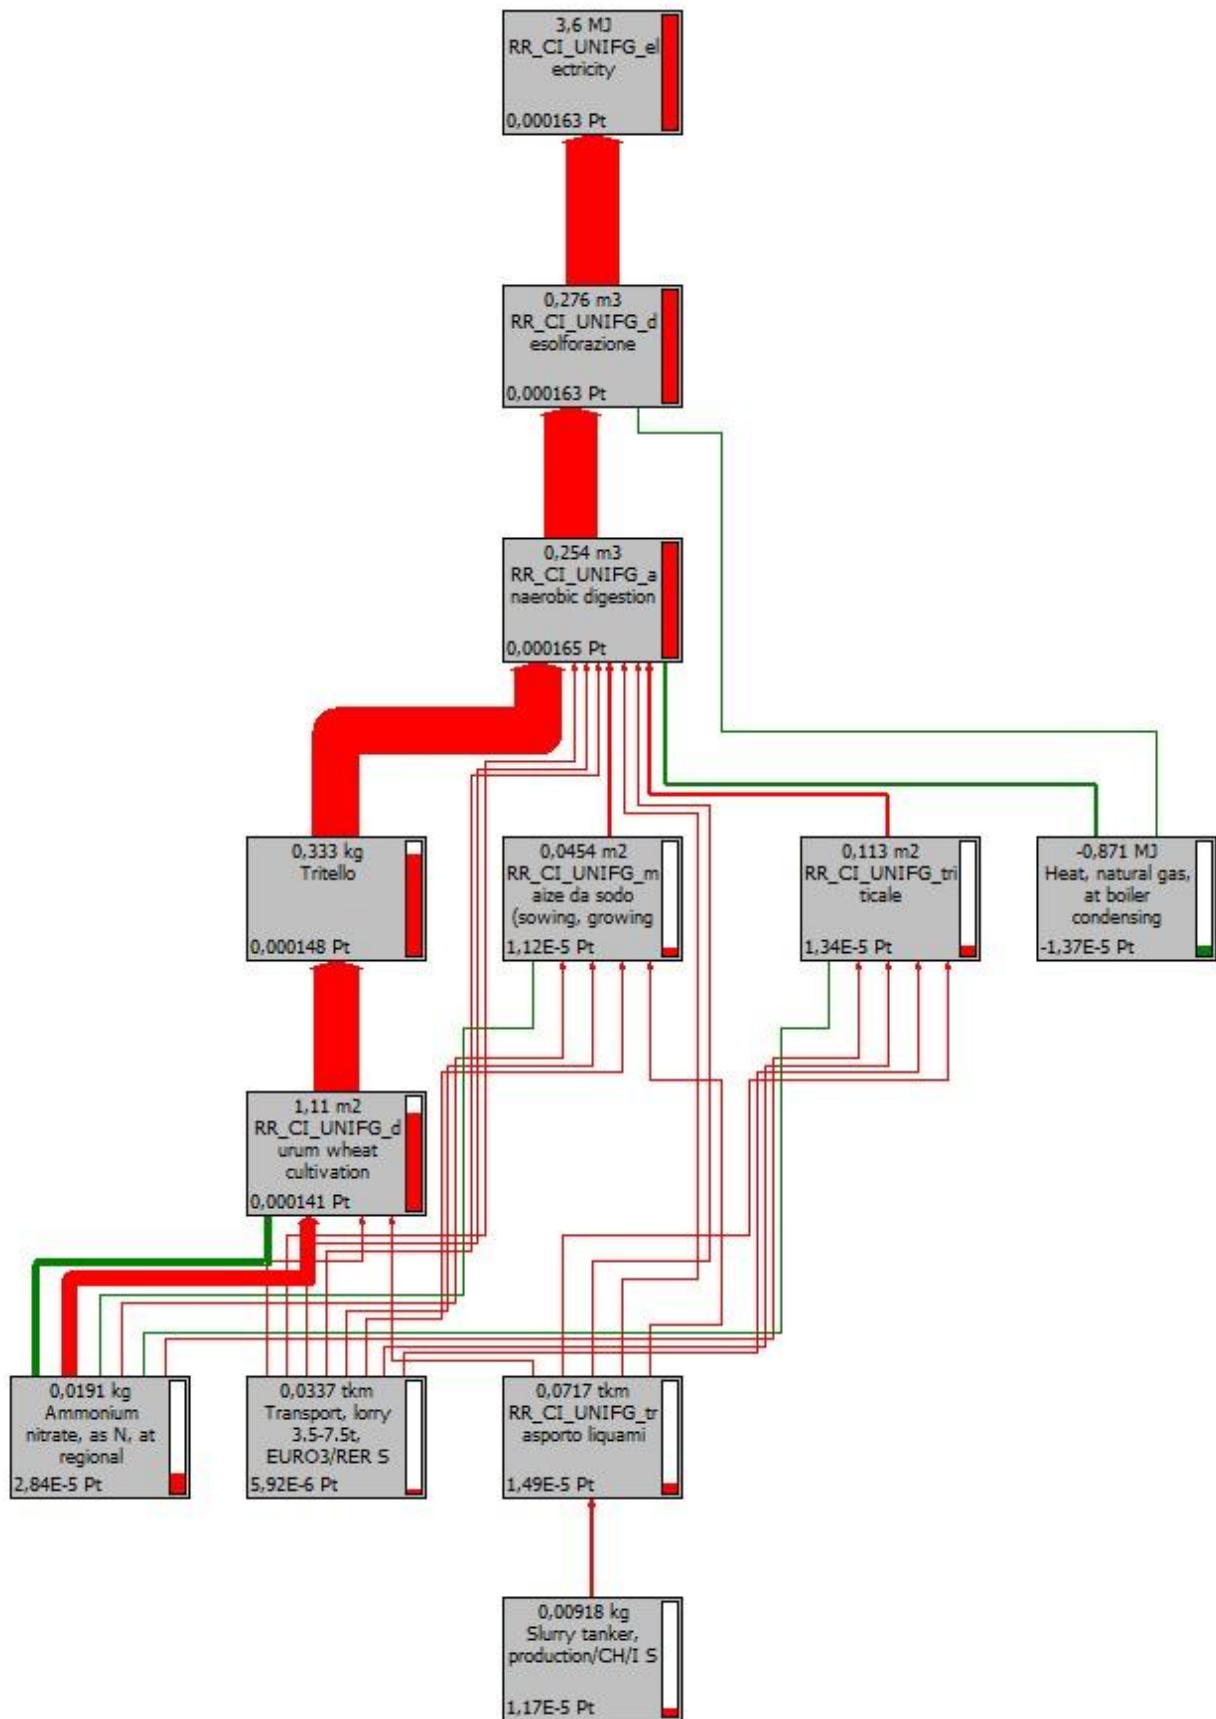 3,6 MJ
RR_CI_UNIFG_el
ectricity
0,000163 Pt
0,276 m3
RR_CI_UNIFG_d
esolforazione
0,000163 Pt
0,254 m3
RR_CI_UNIFG_a
naerobic digestion
0,000165 Pt
0,333 kg
Tritello
0,000148 Pt
0,0454 m2
RR_CI_UNIFG_m
aize da sodo
(sowing, growing
1,12E-5 Pt
0,113 m2
RR_CI_UNIFG_tri
ticale
1,34E-5 Pt
-0,871 MJ
Heat, natural gas,
at boiler
condensing
-1,37E-5 Pt
1,11 m2
RR_CI_UNIFG_d
urum wheat
cultivation
0,000141 Pt
0,0191 kg
Ammonium
nitrate, as N, at
regional
2,84E-5 Pt
0,0337 tkm
Transport, lorry
3.5-7.5t,
EURO3/RER S
5,92E-6 Pt
0,0717 tkm
RR_CI_UNIFG_tr
asporto liquami
1,49E-5 Pt
0,00918 kg
Slurry tanker,
production/CH/I S
1,17E-5 Pt